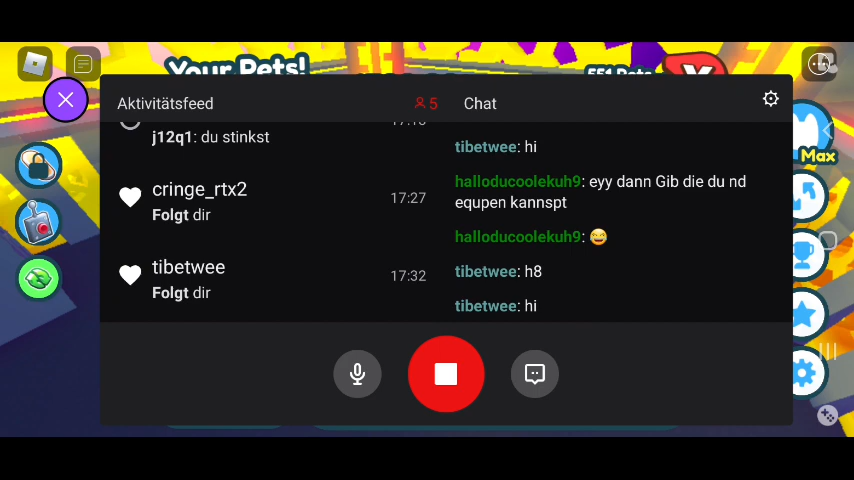 Your Pets!
551 Pets
Aktivitätsfeed
5
Chat
j12q1: du stinkst
tibetwee: hi
cringe_rtx2
Folgt dir
17:27
halloducoolekuh9: eyy dann Gib die du nd
equpen kannspt
halloducoolekuh9: 😂
tibetwee
Folgt dir
17:32
tibetwee: h8
tibetwee: hi
Max